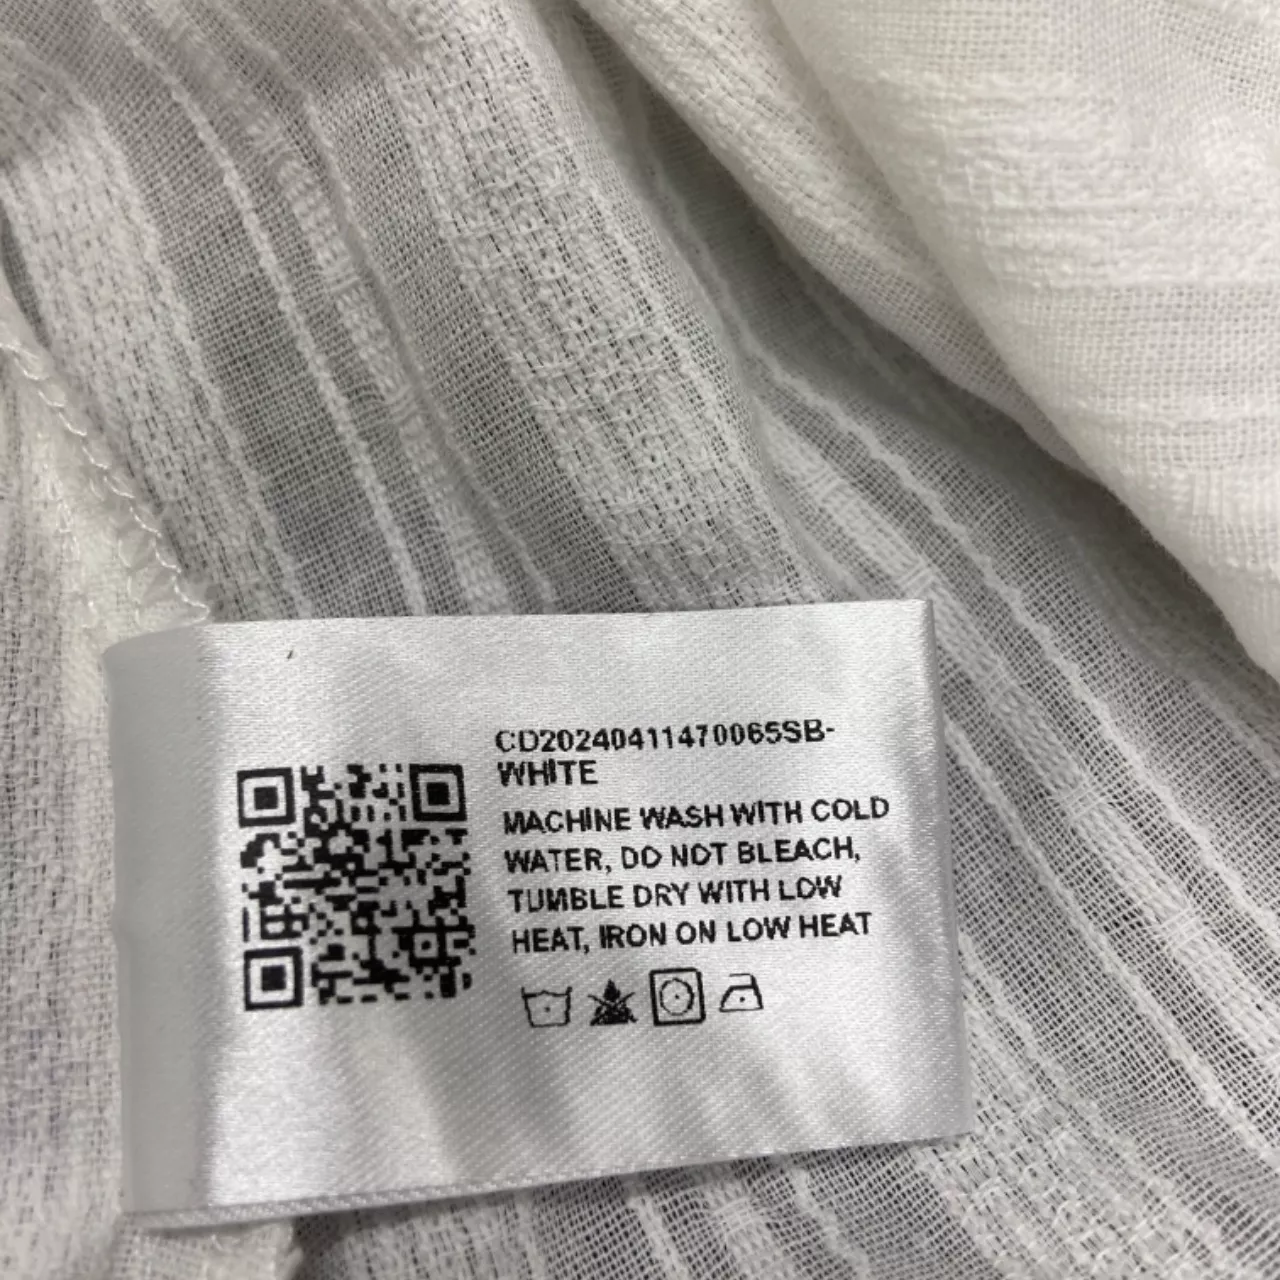 CD20240411470065SB-
WHITE
MACHINE WASH WITH COLD
WATER, DO NOT BLEACH,
TUMBLE DRY WITH LOW
HEAT, IRON ON LOW HEAT